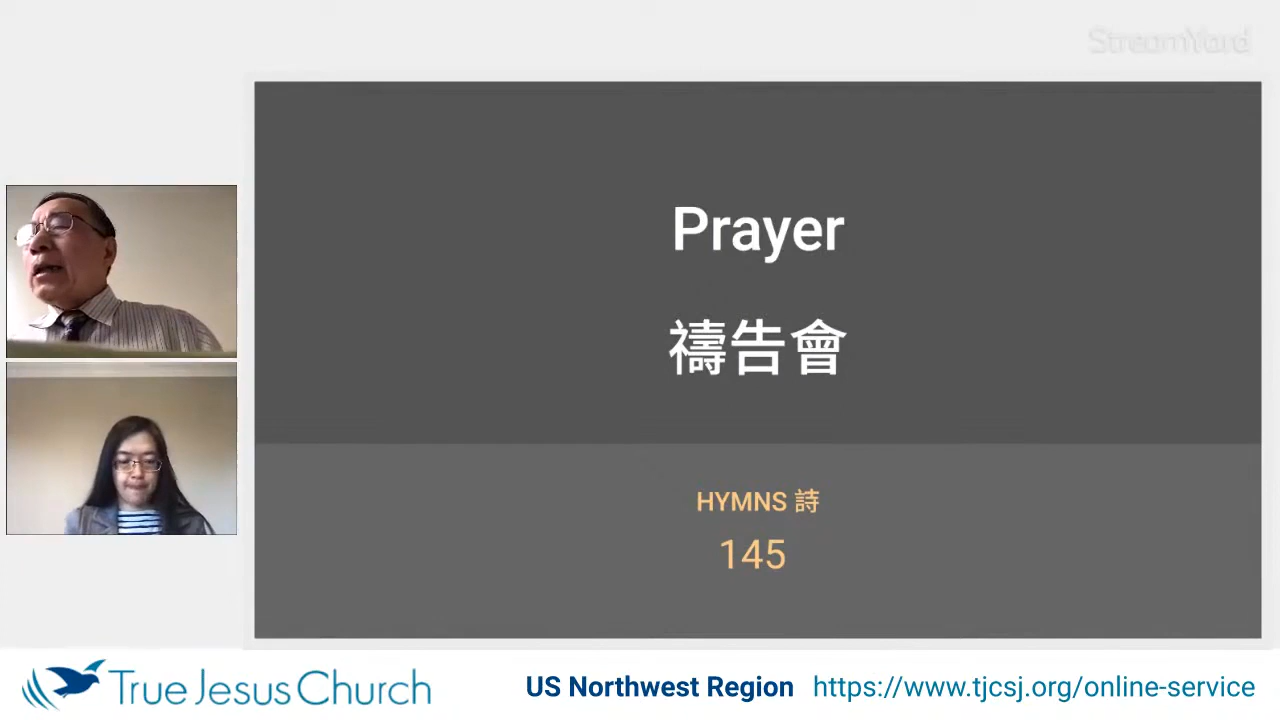 StreamYard
Prayer
禱告會
HYMNS 詩
145
True Jesus Church
US Northwest Region https://www.tjcsj.org/online-service